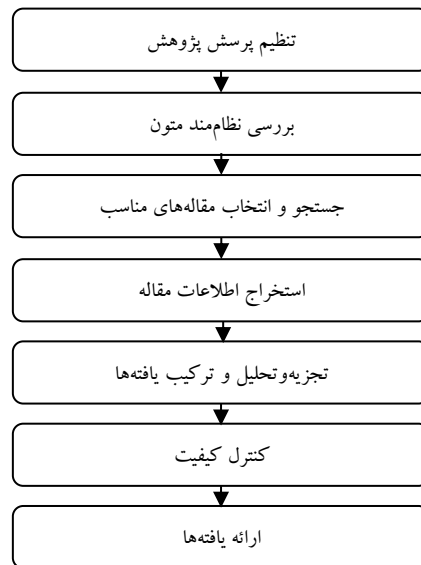 تنظیم پرسش پژوهش
بررسی نظام‌مند متون
جستجو و انتخاب مقاله‌های مناسب
استخراج اطلاعات مقاله
تجزیه‌وتحلیل و ترکیب یافته‌ها
کنترل کیفیت
ارائه یافته‌ها